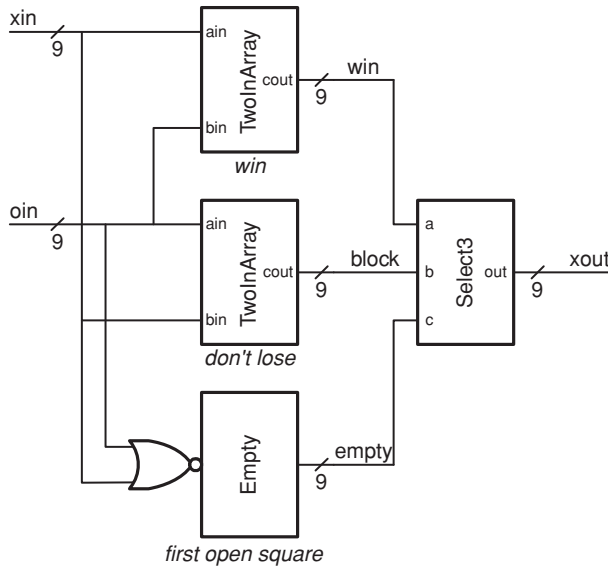 xin
9
ain
bin
TwoInArray
cout
win
9
win
oin
9
ain
bin
TwoInArray
cout
don't lose
block
9
a
b
c
Select3
out
9
xout
Empty
empty
9
first open square